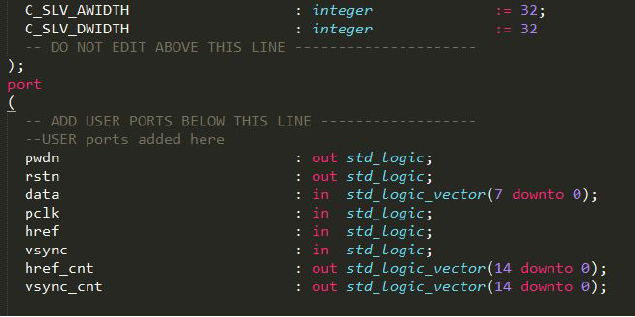 C_SLV_AWIDTH : integer := 32;
C_SLV_DWIDTH : integer := 32
-- DO NOT EDIT ABOVE THIS LINE ---------------------
);
port
(
-- ADD USER PORTS BELOW THIS LINE ------------------
--USER ports added here
pwdn : out std_logic;
rstn : out std_logic;
data : in std_logic_vector(7 downto 0);
pclk : in std_logic;
href : in std_logic;
vsync : in std_logic;
href_cnt : out std_logic_vector(14 downto 0);
vsync_cnt : out std_logic_vector(14 downto 0);